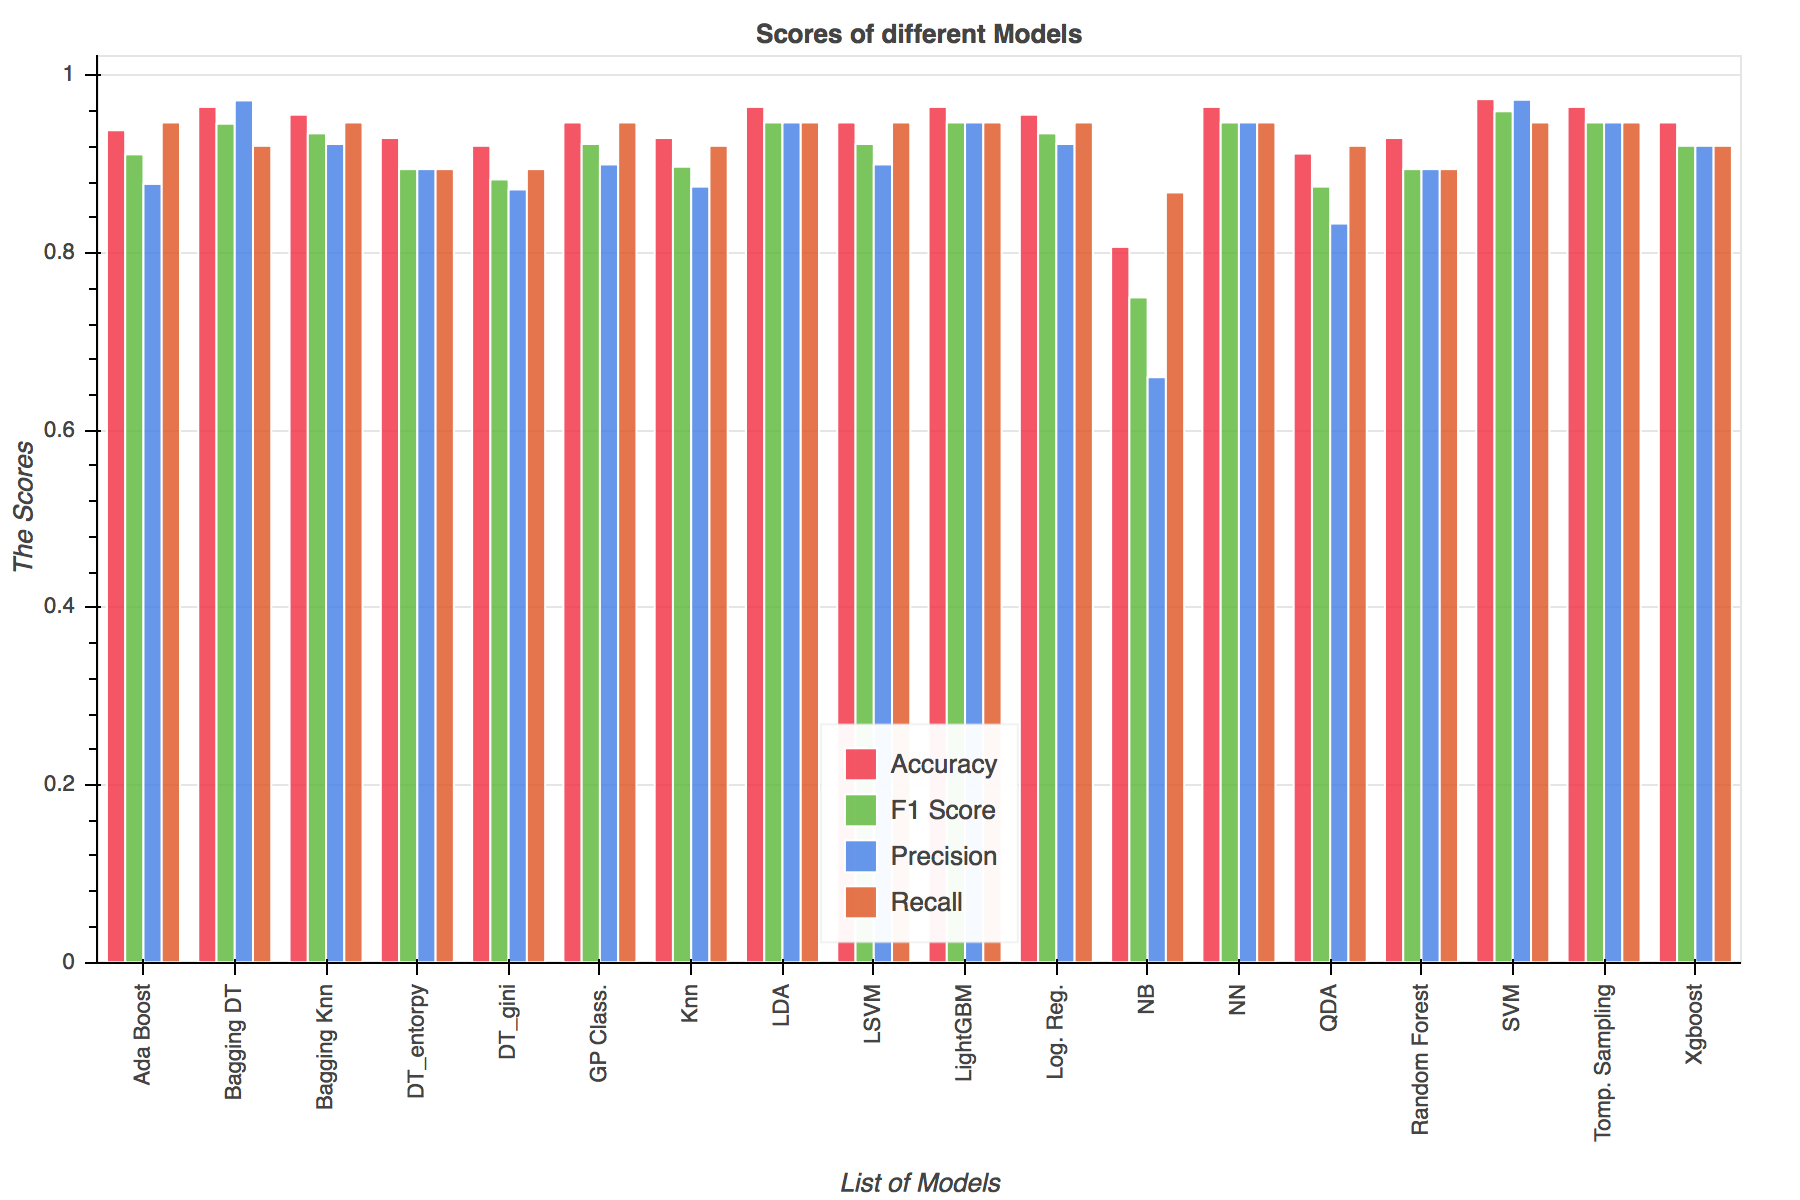 Scores of different Models
1
0.8
0.6
0.4
0.2
0
The Scores
Accuracy
F1 Score
Precision
Recall
Ada Boost
Bagging DT
Bagging Knn
DT_entorpy
DT_gini
GP Class.
Knn
LDA
LSVM
LightGBM
Log. Reg.
NB
NN
QDA
Random Forest
SVM
Tomp. Sampling
Xgboost
List of Models